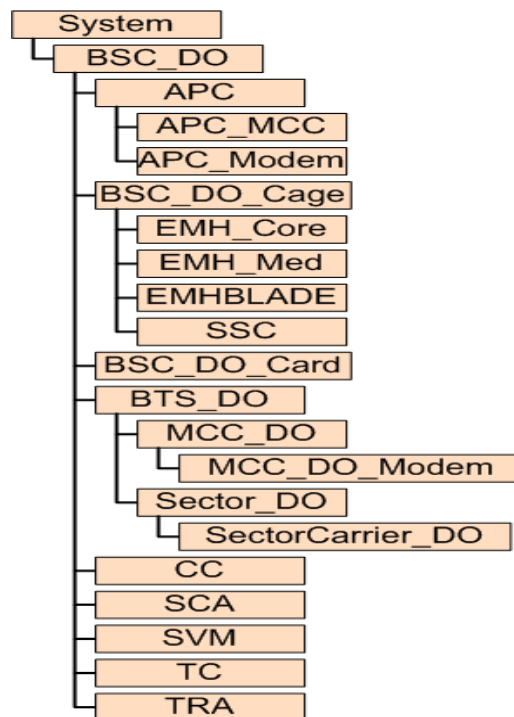 System
BSC_DO
APC
APC_MCC
APC_Modem
BSC_DO_Cage
EMH_Core
EMH_Med
EMHBLADE
SSC
BSC_DO_Card
BTS_DO
MCC_DO
MCC_DO_Modem
Sector_DO
SectorCarrier_DO
CC
SCA
SVM
TC
TRA